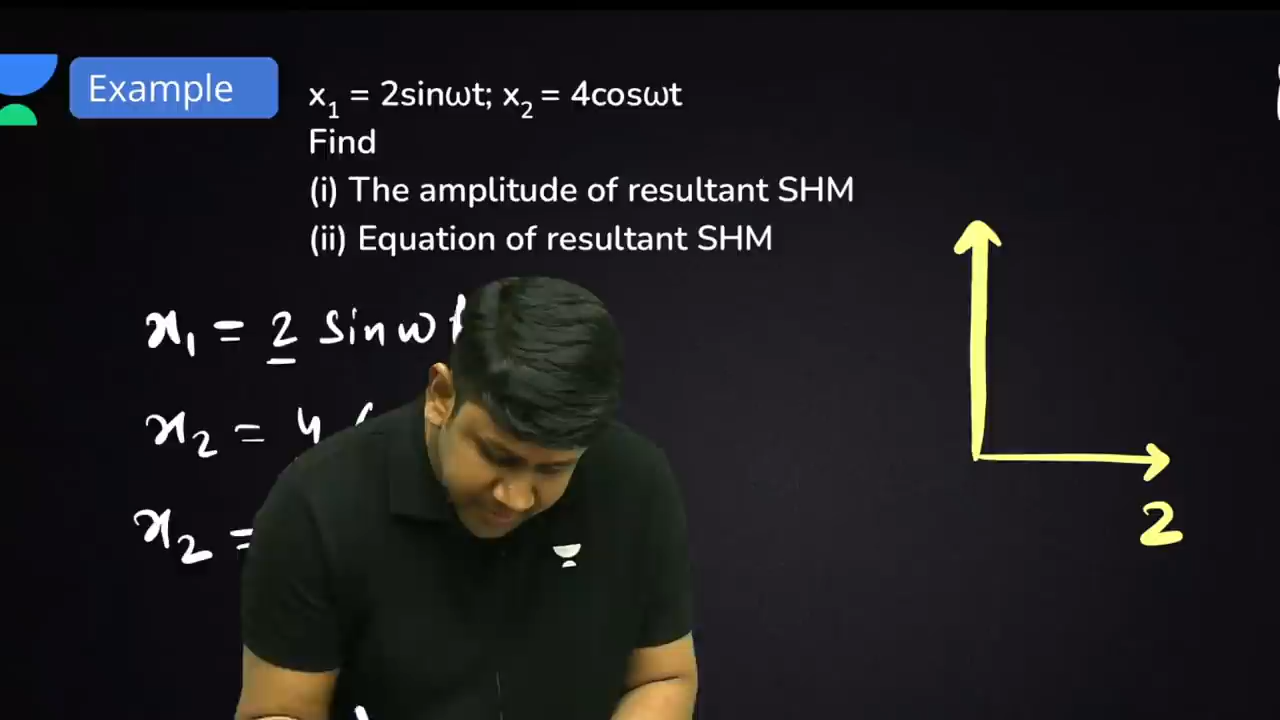 Example
x₁ = 2sinωt; x₂ = 4cosωt
Find
(i) The amplitude of resultant SHM
(ii) Equation of resultant SHM
x₁ = 2 sin ω
x₂ = 4
x₂ =
2